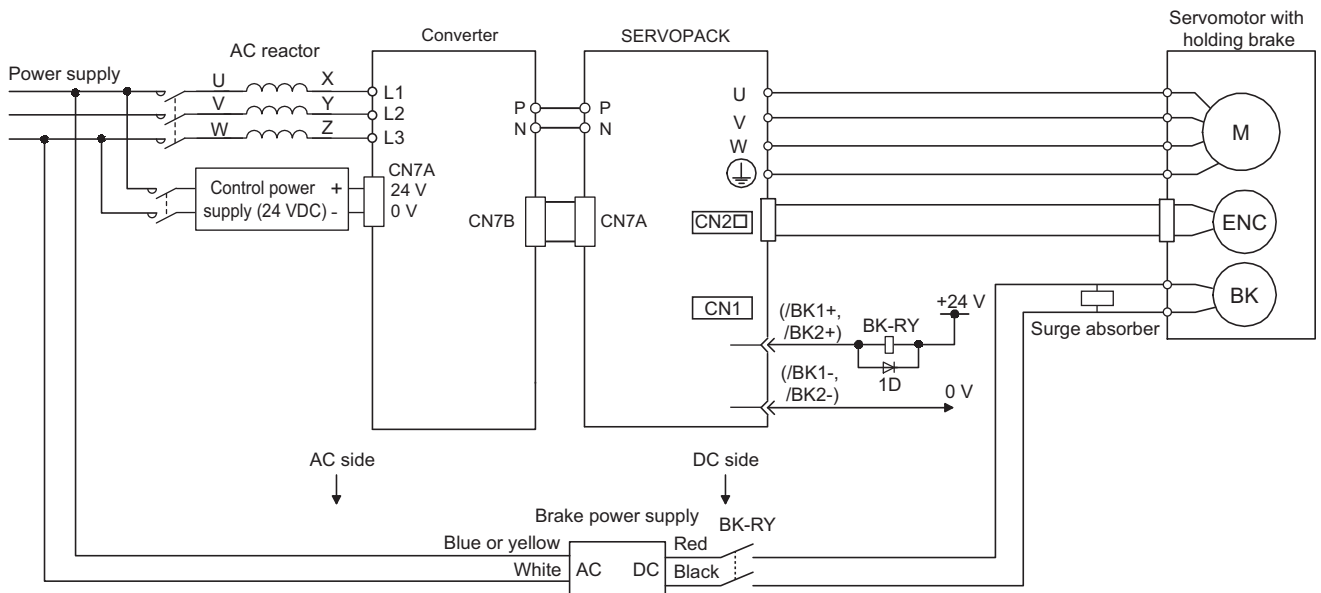 Servomotor with
holding brake
Converter
SERVOPACK
AC reactor
Power supply
U
X
L1
V
Y
L2
W
Z
L3
P
N
P
N
U
V
W
M
CN7A
24 V
0 V
Control power +
supply (24 VDC) -
CN7B
CN7A
CN2□
ENC
CN1
BK
(/BK1+,
/BK2+)
BK-RY
+24 V
Surge absorber
1D
(/BK1-,
/BK2-)
0 V
AC side
DC side
Brake power supply
BK-RY
Blue or yellow
White
AC
DC
Red
Black